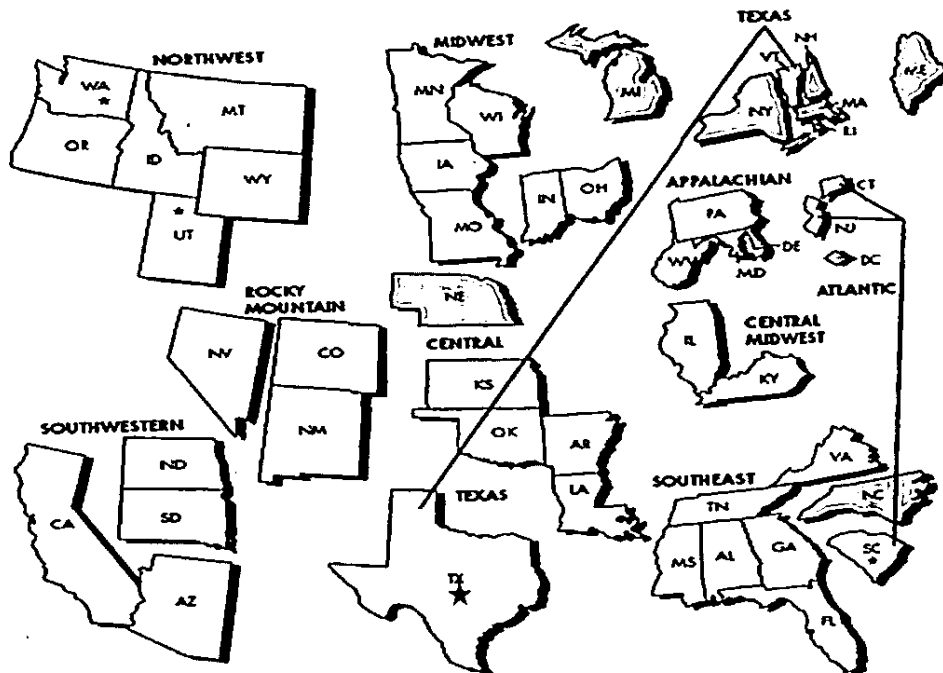 TEXAS
NORTHWEST
MIDWEST
NH
VT
WA
MT
MN
MI
ME
NY
MA
RI
OR
ID
WY
WI
IA
IN
OH
APPALACHIAN
CT
PA
NJ
MO
UT
DE
WV
MD
DC
ATLANTIC
ROCKY
MOUNTAIN
NE
NV
CO
CENTRAL
IL
CENTRAL
MIDWEST
KS
KY
NM
OK
AR
SOUTHWESTERN
ND
VA
SOUTHEAST
TEXAS
LA
NC
TN
CA
SD
MS
AL
GA
SC
TX
AZ
FL